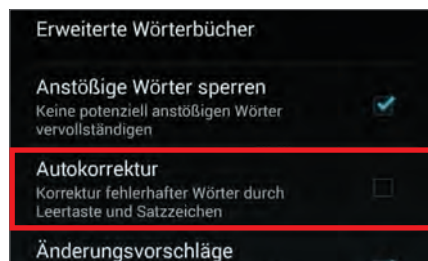 Erweiterte Wörterbücher
Anstößige Wörter sperren
Keine potenziell anstößigen Wörter
vervollständigen
Autokorrektur
Korrektur fehlerhafter Wörter durch
Leertaste und Satzzeichen
Änderungsvorschläge